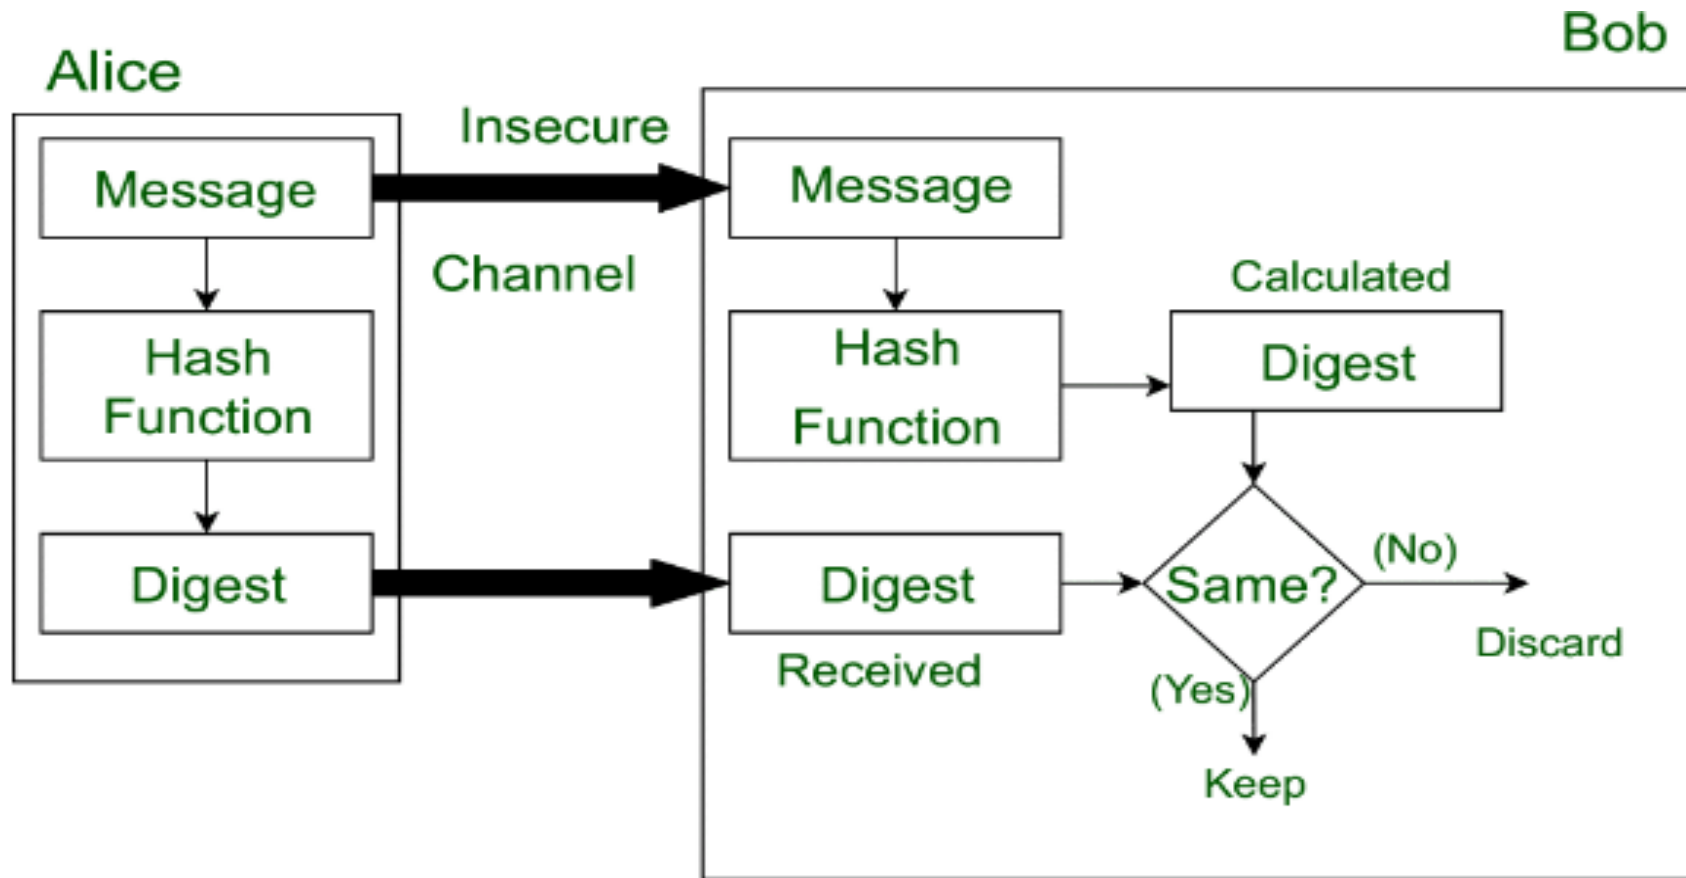 Bob
Alice
Insecure
Message
Message
Channel
Calculated
Hash
Function
Hash
Function
Digest
Digest
Digest
Same?
(No)
Received
(Yes)
Discard
Keep